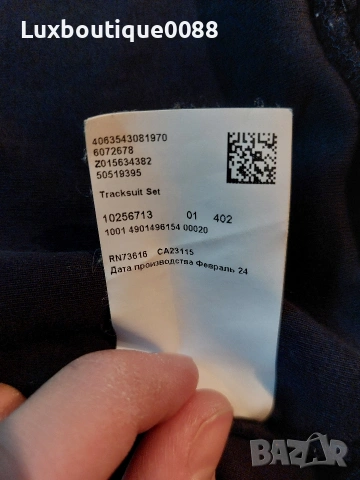 Luxboutique0088
4063543081970
6072678
Z015634382
50519395
Tracksuit Set
10256713 01 402
1001 4901496154 00020
RN73616 CA23115
Дата производства Февраль 24
BAZAR